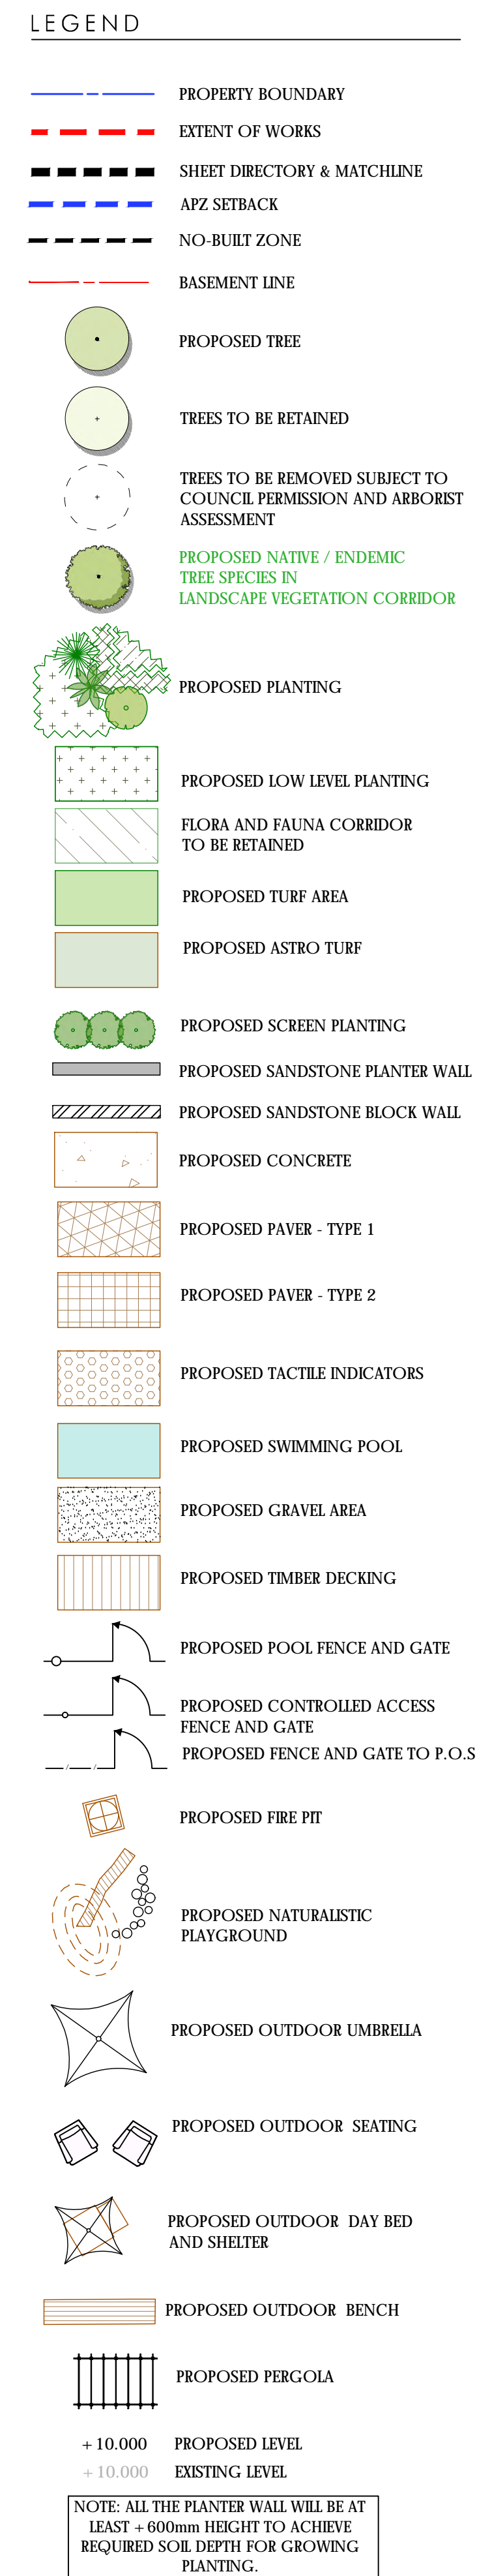 LEGEND
PROPERTY BOUNDARY
EXTENT OF WORKS
SHEET DIRECTORY & MATCHLINE
APZ SETBACK
NO-BUILT ZONE
BASEMENT LINE
PROPOSED TREE
TREES TO BE RETAINED
TREES TO BE REMOVED SUBJECT TO
COUNCIL PERMISSION AND ARBORIST
ASSESSMENT
PROPOSED NATIVE / ENDEMIC
TREE SPECIES IN
LANDSCAPE VEGETATION CORRIDOR
PROPOSED PLANTING
PROPOSED LOW LEVEL PLANTING
FLORA AND FAUNA CORRIDOR
TO BE RETAINED
PROPOSED TURF AREA
PROPOSED ASTRO TURF
PROPOSED SCREEN PLANTING
PROPOSED SANDSTONE PLANTER WALL
PROPOSED SANDSTONE BLOCK WALL
PROPOSED CONCRETE
PROPOSED PAVER - TYPE 1
PROPOSED PAVER - TYPE 2
PROPOSED TACTILE INDICATORS
PROPOSED SWIMMING POOL
PROPOSED GRAVEL AREA
PROPOSED TIMBER DECKING
PROPOSED POOL FENCE AND GATE
PROPOSED CONTROLLED ACCESS
FENCE AND GATE
PROPOSED FENCE AND GATE TO P.O.S
PROPOSED FIRE PIT
PROPOSED NATURALISTIC
PLAYGROUND
PROPOSED OUTDOOR UMBRELLA
PROPOSED OUTDOOR SEATING
PROPOSED OUTDOOR DAY BED
AND SHELTER
PROPOSED OUTDOOR BENCH
PROPOSED PERGOLA
+10.000 PROPOSED LEVEL
+10.000 EXISTING LEVEL
NOTE: ALL THE PLANTER WALL WILL BE AT
LEAST +600mm HEIGHT TO ACHIEVE
REQUIRED SOIL DEPTH FOR GROWING
PLANTING.